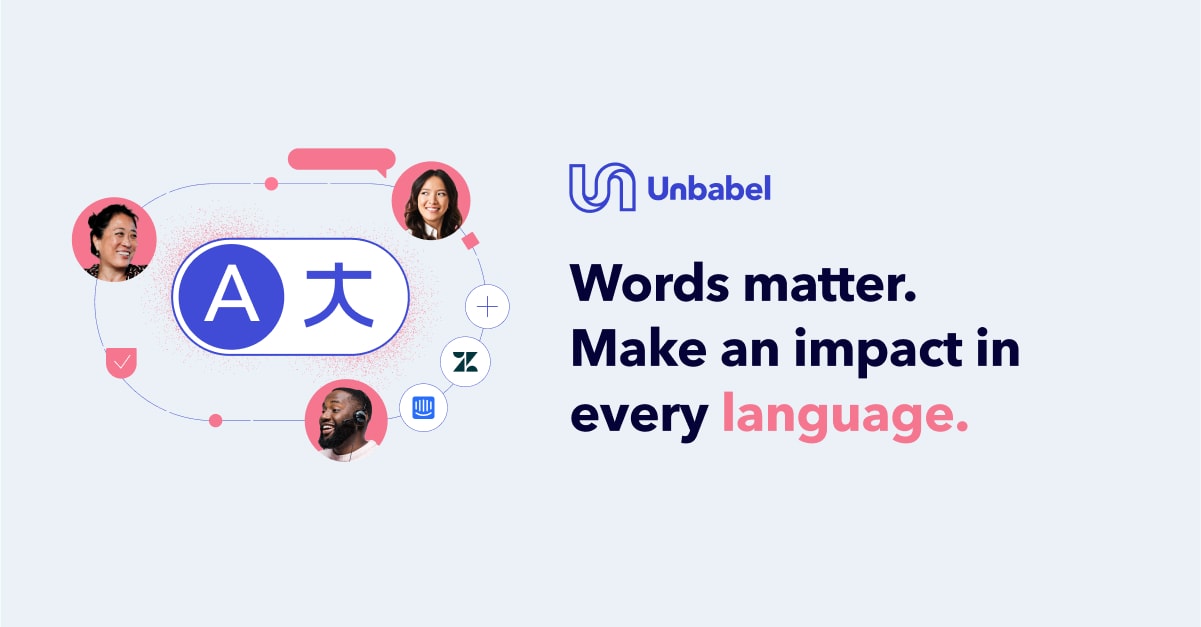 A 大
Unbabel
Words matter.
Make an impact in
every language.